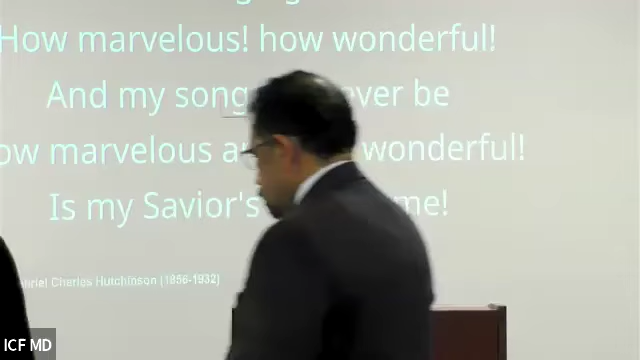 How marvelous! how wonderful!
And my song ever be
ow marvelous a wonderful!
Is my Savior's me!
riel Charles Hutchinson (1856-1932)
ICF MD